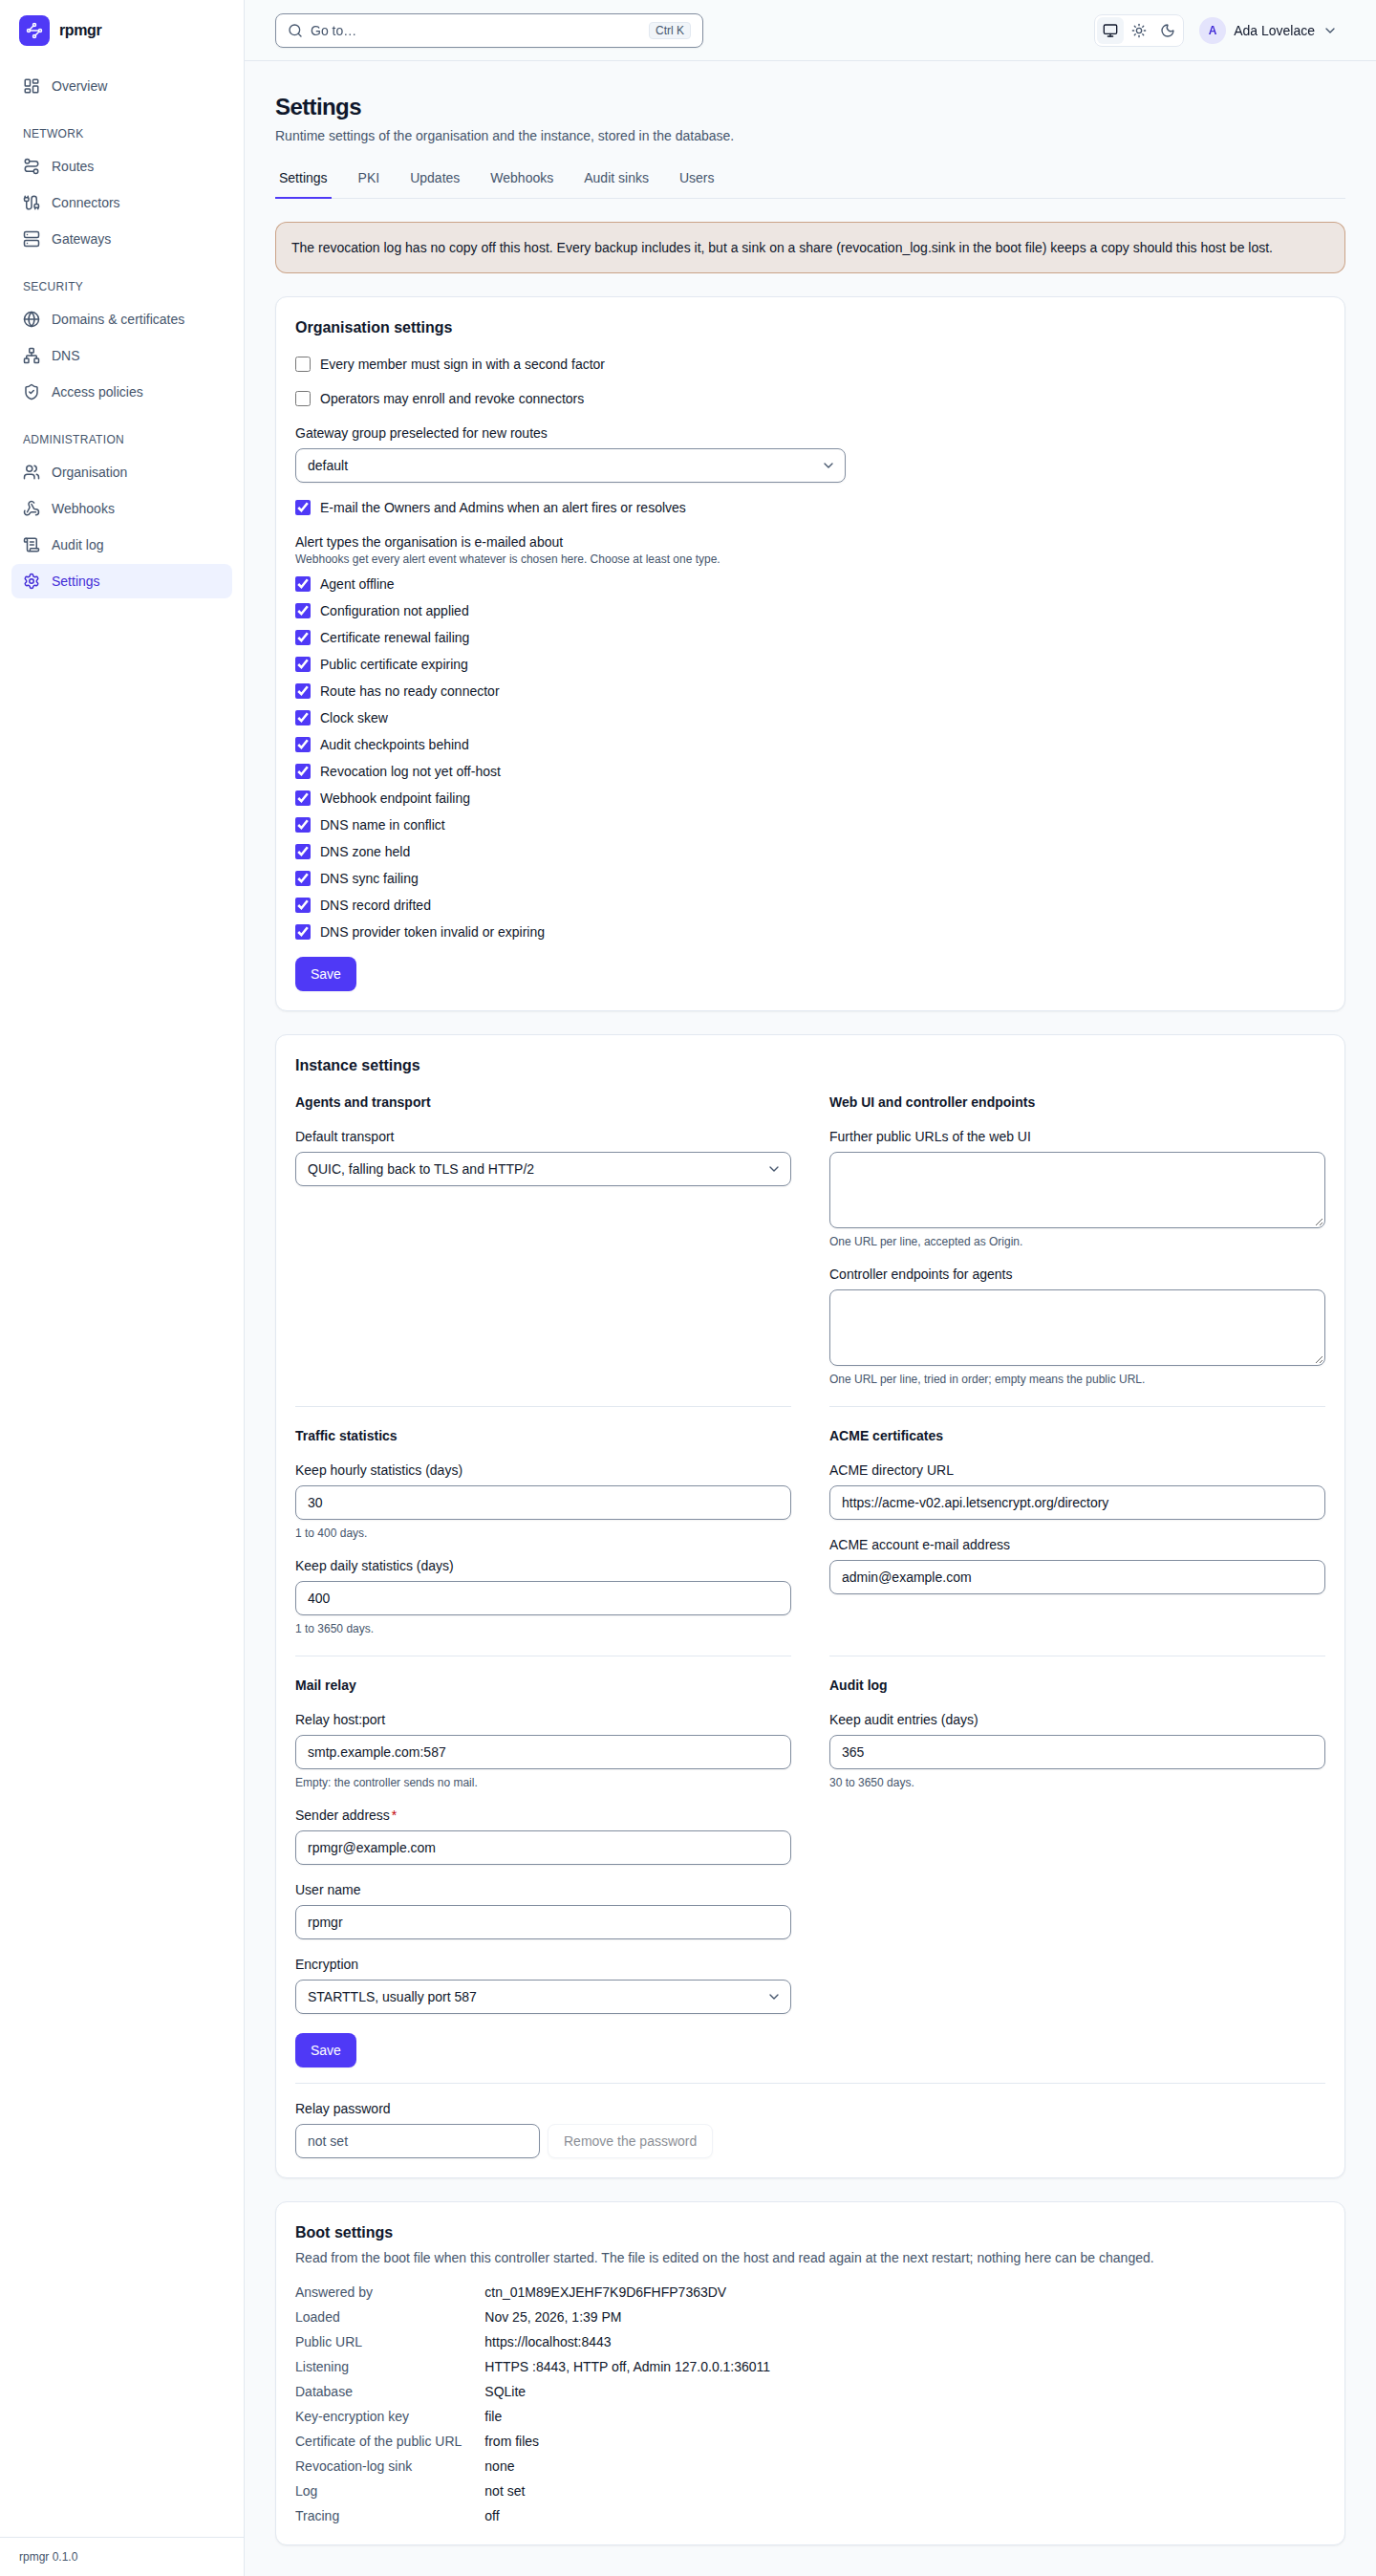 rpmgr
Go to…
Ctrl K
A
Ada Lovelace
Overview
NETWORK
Routes
Connectors
Gateways
SECURITY
Domains & certificates
DNS
Access policies
ADMINISTRATION
Organisation
Webhooks
Audit log
Settings
rpmgr 0.1.0
Settings
Runtime settings of the organisation and the instance, stored in the database.
Settings
PKI
Updates
Webhooks
Audit sinks
Users
The revocation log has no copy off this host. Every backup includes it, but a sink on a share (revocation_log.sink in the boot file) keeps a copy should this host be lost.
Organisation settings
Every member must sign in with a second factor
Operators may enroll and revoke connectors
Gateway group preselected for new routes
default
E-mail the Owners and Admins when an alert fires or resolves
Alert types the organisation is e-mailed about
Webhooks get every alert event whatever is chosen here. Choose at least one type.
Agent offline
Configuration not applied
Certificate renewal failing
Public certificate expiring
Route has no ready connector
Clock skew
Audit checkpoints behind
Revocation log not yet off-host
Webhook endpoint failing
DNS name in conflict
DNS zone held
DNS sync failing
DNS record drifted
DNS provider token invalid or expiring
Save
Instance settings
Agents and transport
Default transport
QUIC, falling back to TLS and HTTP/2
Web UI and controller endpoints
Further public URLs of the web UI
One URL per line, accepted as Origin.
Controller endpoints for agents
One URL per line, tried in order; empty means the public URL.
Traffic statistics
Keep hourly statistics (days)
30
1 to 400 days.
Keep daily statistics (days)
400
1 to 3650 days.
ACME certificates
ACME directory URL
https://acme-v02.api.letsencrypt.org/directory
ACME account e-mail address
admin@example.com
Mail relay
Relay host:port
smtp.example.com:587
Empty: the controller sends no mail.
Sender address*
rpmgr@example.com
User name
rpmgr
Encryption
STARTTLS, usually port 587
Audit log
Keep audit entries (days)
365
30 to 3650 days.
Save
Relay password
not set
Remove the password
Boot settings
Read from the boot file when this controller started. The file is edited on the host and read again at the next restart; nothing here can be changed.
Answered by ctn_01M89EXJEHF7K9D6FHFP7363DV
Loaded Nov 25, 2026, 1:39 PM
Public URL https://localhost:8443
Listening HTTPS :8443, HTTP off, Admin 127.0.0.1:36011
Database SQLite
Key-encryption key file
Certificate of the public URL from files
Revocation-log sink none
Log not set
Tracing off